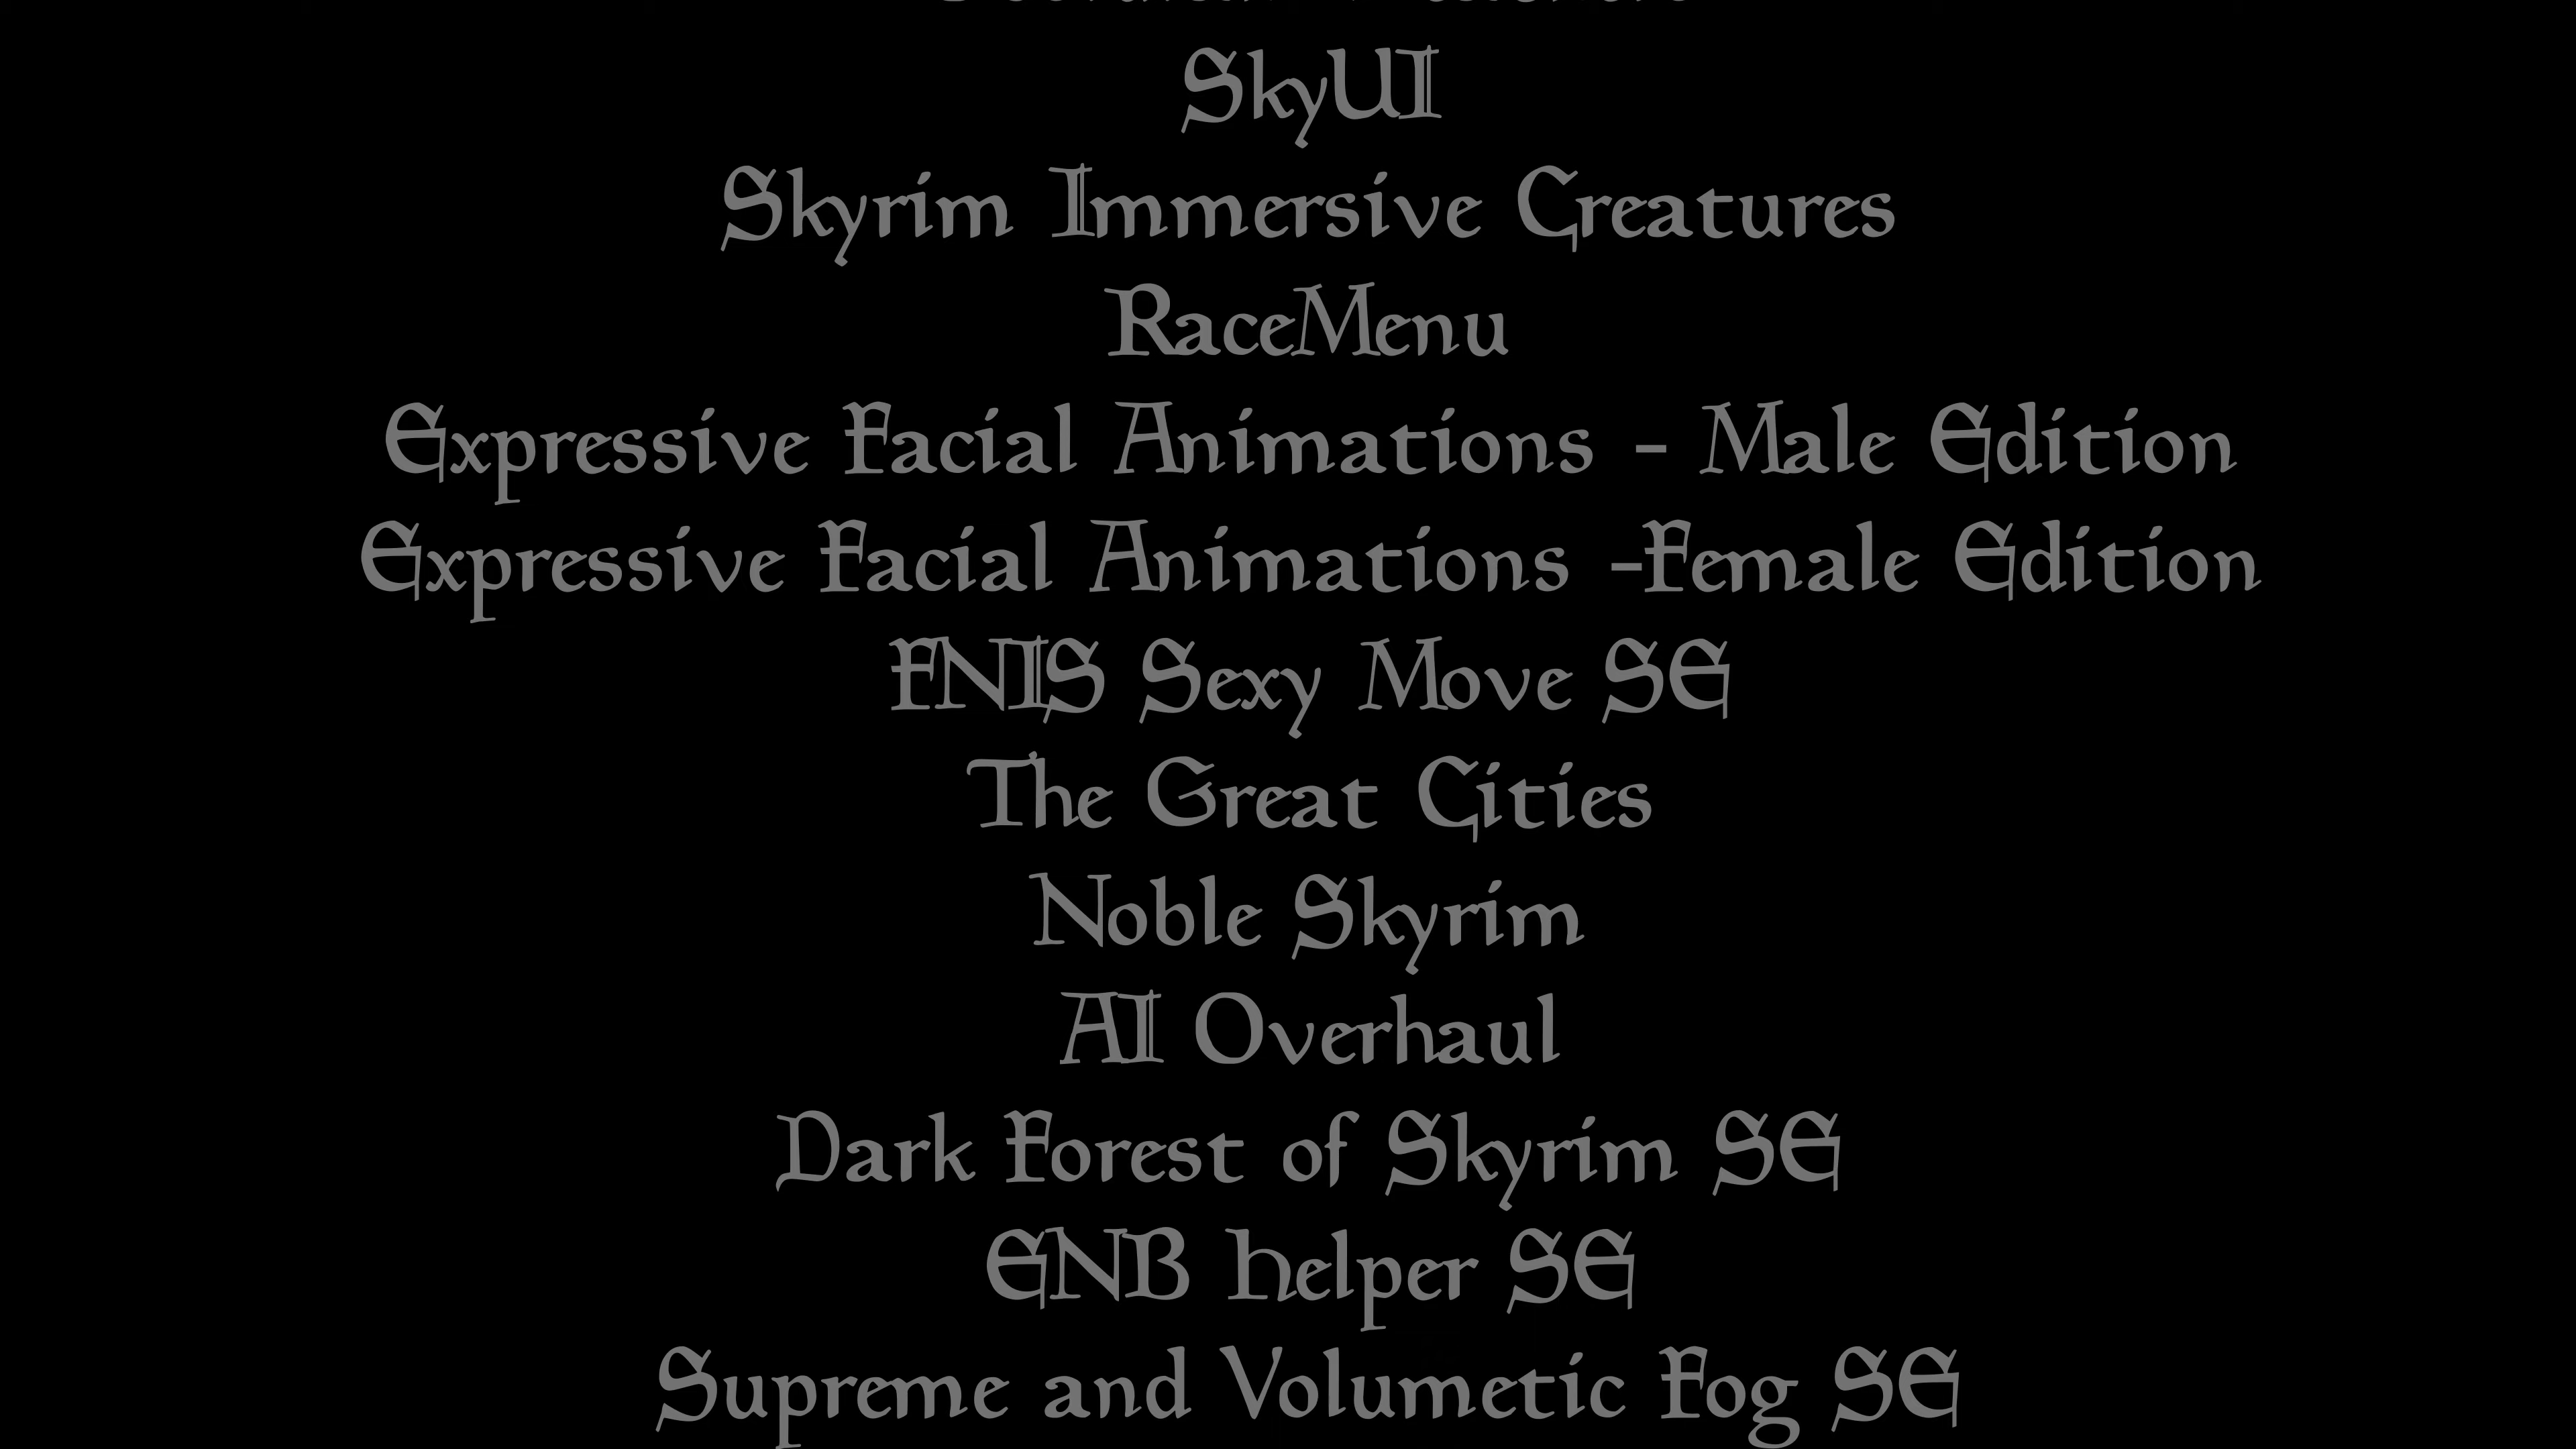 SkyUI
Skyrim Immersive Creatures
RaceMenu
Expressive Facial Animations - Male Edition
Expressive Facial Animations -Female Edition
FNIS Sexy Move SE
The Great Cities
Noble Skyrim
AI Overhaul
Dark Forest of Skyrim SE
ENB Helper SE
Supreme and Volumetic Fog SE